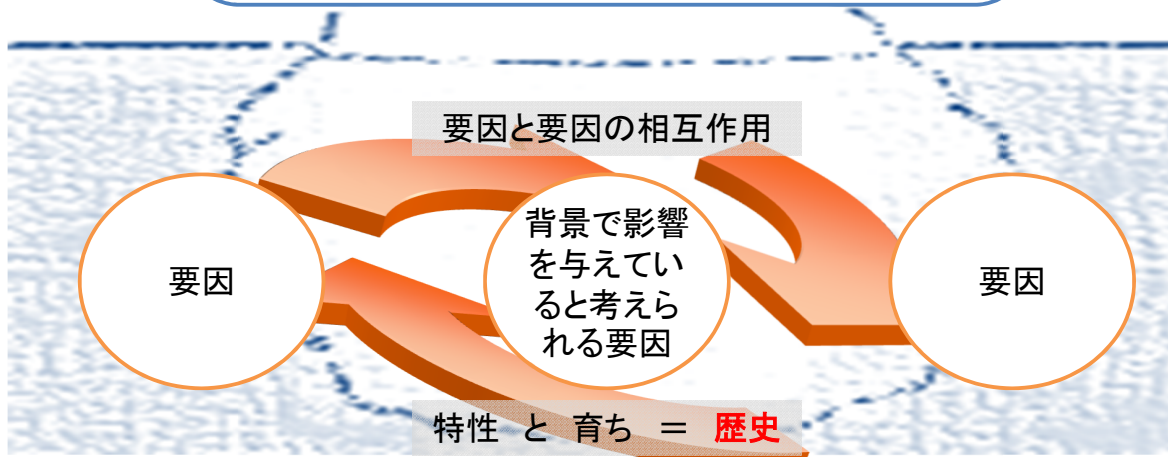 要因と要因の相互作用
要因
背景で影響
を与えてい
ると考えら
れる要因
要因
特性 と 育ち ＝ 歴史